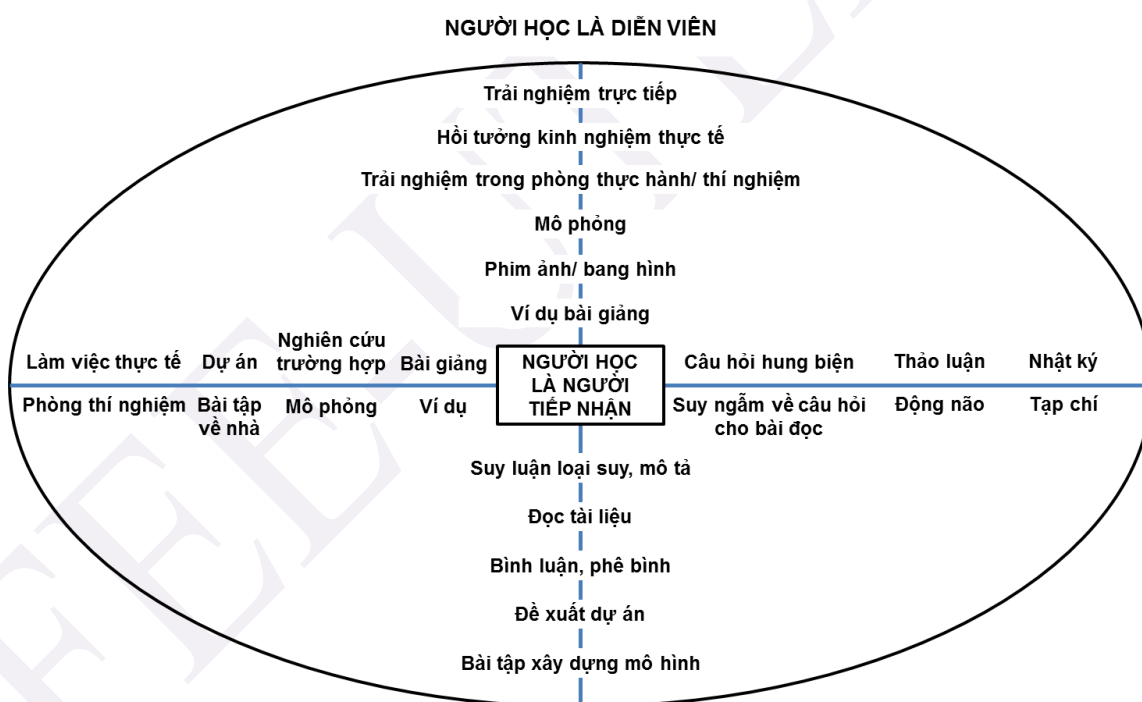 NGƯỜI HỌC LÀ DIỄN VIÊN
Trải nghiệm trực tiếp
Hồi tưởng kinh nghiệm thực tế
Trải nghiệm trong phòng thực hành/ thí nghiệm
Mô phỏng
Phim ảnh/ bang hình
Ví dụ bài giảng
Làm việc thực tế
Phòng thí nghiệm
Dự án
Bài tập
về nhà
Nghiên cứu
trường hợp
Mô phỏng
Bài giảng
Ví dụ
NGƯỜI HỌC
LÀ NGƯỜI
TIẾP NHẬN
Câu hỏi hung biện
Suy ngẫm về câu hỏi
cho bài đọc
Thảo luận
Động não
Nhật ký
Tạp chí
Suy luận loại suy, mô tả
Đọc tài liệu
Bình luận, phê bình
Đề xuất dự án
Bài tập xây dựng mô hình